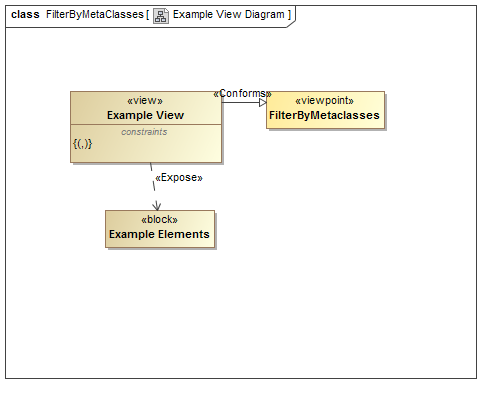 class FilterByMetaClasses [ Example View Diagram ]
«view»
Example View
constraints
{(,)}
«Conforms»
«viewpoint»
FilterByMetaclasses
«Expose»
«block»
Example Elements